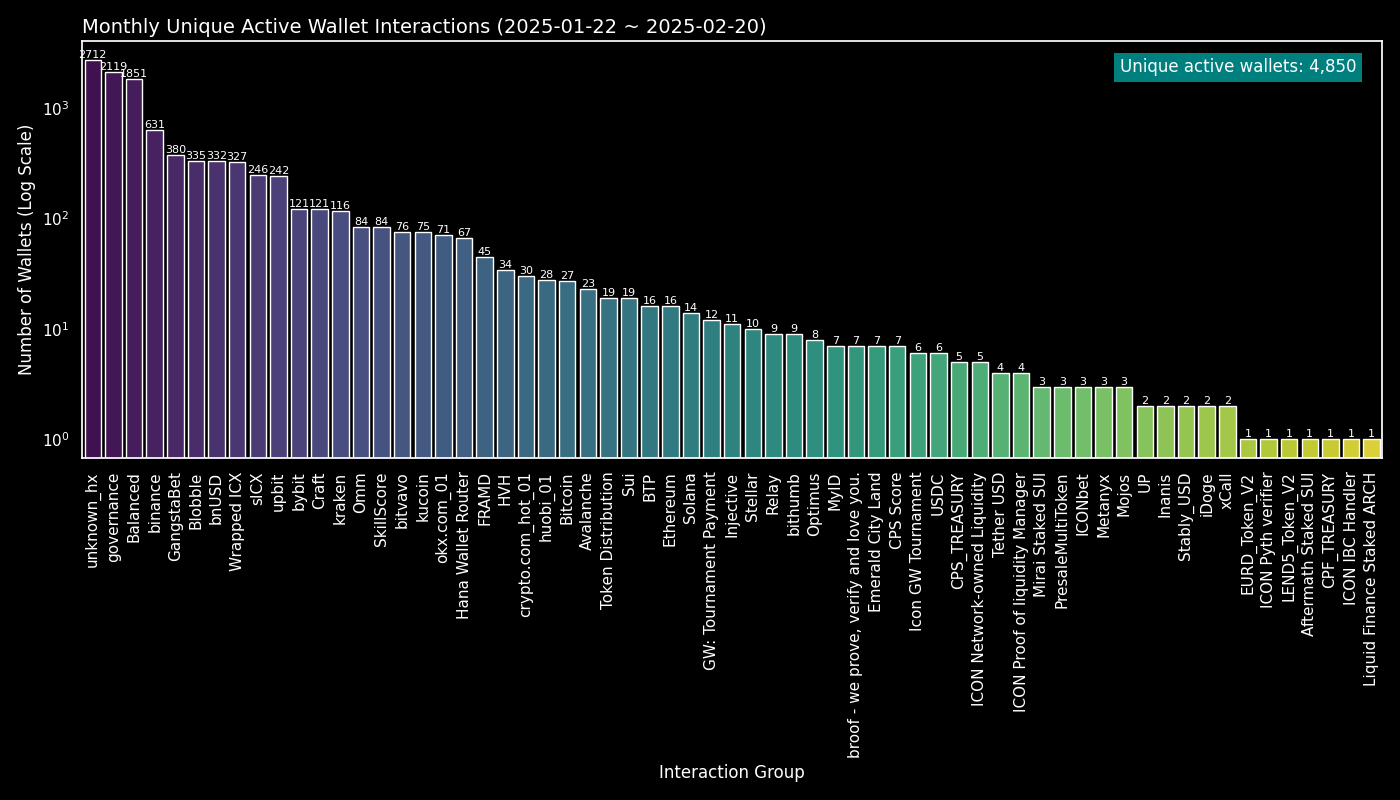 Monthly Unique Active Wallet Interactions (2025-01-22 ~ 2025-02-20)
Unique active wallets: 4,850
Number of Wallets (Log Scale)
10³
10²
10¹
10⁰
2712
2119
1851
631
380
335
332
327
246
242
121
121
116
84
84
76
75
71
67
45
34
30
28
27
23
19
19
16
16
14
12
11
10
9
9
8
7
7
7
7
6
6
5
5
4
4
3
3
3
3
3
2
2
2
2
2
1
1
1
1
1
1
1
unknown_hx
governance
Balanced
binance
GangstaBet
Blobble
bnUSD
Wrapped ICX
sICX
upbit
bybit
Craft
kraken
Omm
SkillScore
bitvavo
kucoin
okx.com_01
Hana Wallet Router
FRAMD
HVH
crypto.com_hot_01
huobi_01
Bitcoin
Avalanche
Token Distribution
Sui
BTP
Ethereum
Solana
GW: Tournament Payment
Injective
Stellar
Relay
bithumb
Optimus
MyID
broof - we prove, verify and love you.
Emerald City Land
CPS Score
Icon GW Tournament
USDC
CPS_TREASURY
ICON Network-owned Liquidity
Tether USD
ICON Proof of liquidity Manager
Mirai Staked SUI
PresaleMultiToken
ICONbet
Metanyx
Mojos
UP
Inanis
Stably_USD
iDoge
xCall
EURD_Token_V2
ICON Pyth verifier
LEND5_Token_V2
Aftermath Staked SUI
CPF_TREASURY
ICON IBC Handler
Liquid Finance Staked ARCH
Interaction Group